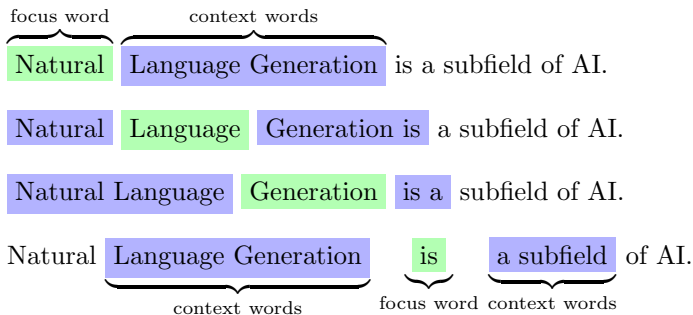 focus word context words
Natural Language Generation is a subfield of AI.
Natural Language Generation is a subfield of AI.
Natural Language Generation is a subfield of AI.
Natural Language Generation is a subfield of AI.
context words focus word context words